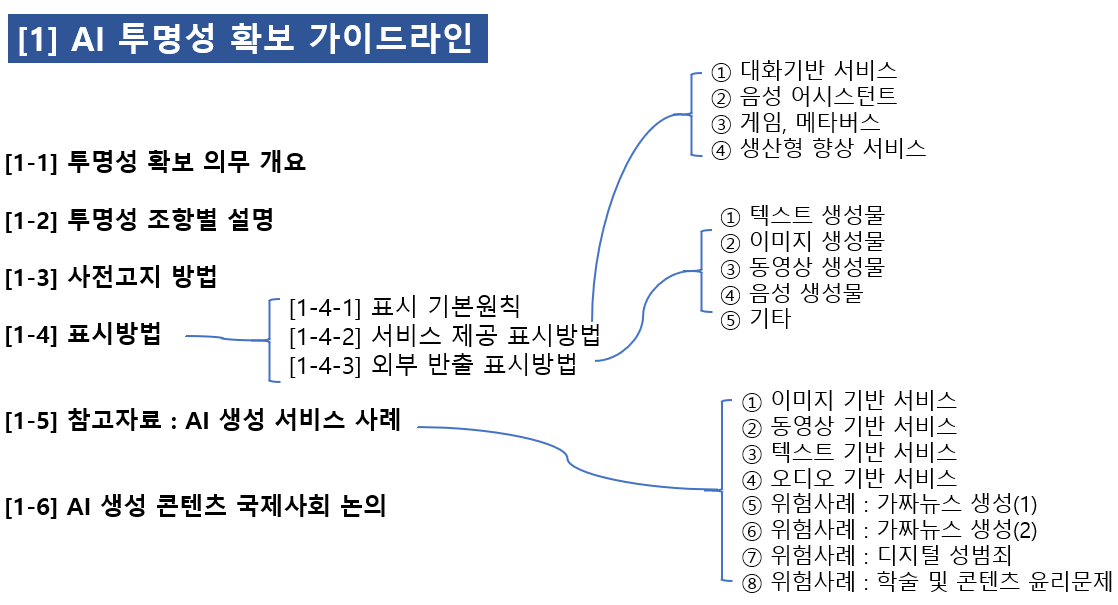 [1] AI 투명성 확보 가이드라인
[1-1] 투명성 확보 의무 개요
[1-2] 투명성 조항별 설명
[1-3] 사전고지 방법
[1-4] 표시방법
[1-4-1] 표시 기본원칙
[1-4-2] 서비스 제공 표시방법
[1-4-3] 외부 반출 표시방법
① 대화기반 서비스
② 음성 어시스턴트
③ 게임, 메타버스
④ 생산형 향상 서비스
① 텍스트 생성물
② 이미지 생성물
③ 동영상 생성물
④ 음성 생성물
⑤ 기타
[1-5] 참고자료 : AI 생성 서비스 사례
① 이미지 기반 서비스
② 동영상 기반 서비스
③ 텍스트 기반 서비스
④ 오디오 기반 서비스
⑤ 위험사례 : 가짜뉴스 생성(1)
⑥ 위험사례 : 가짜뉴스 생성(2)
⑦ 위험사례 : 디지털 성범죄
⑧ 위험사례 : 학술 및 콘텐츠 윤리문제
[1-6] AI 생성 콘텐츠 국제사회 논의